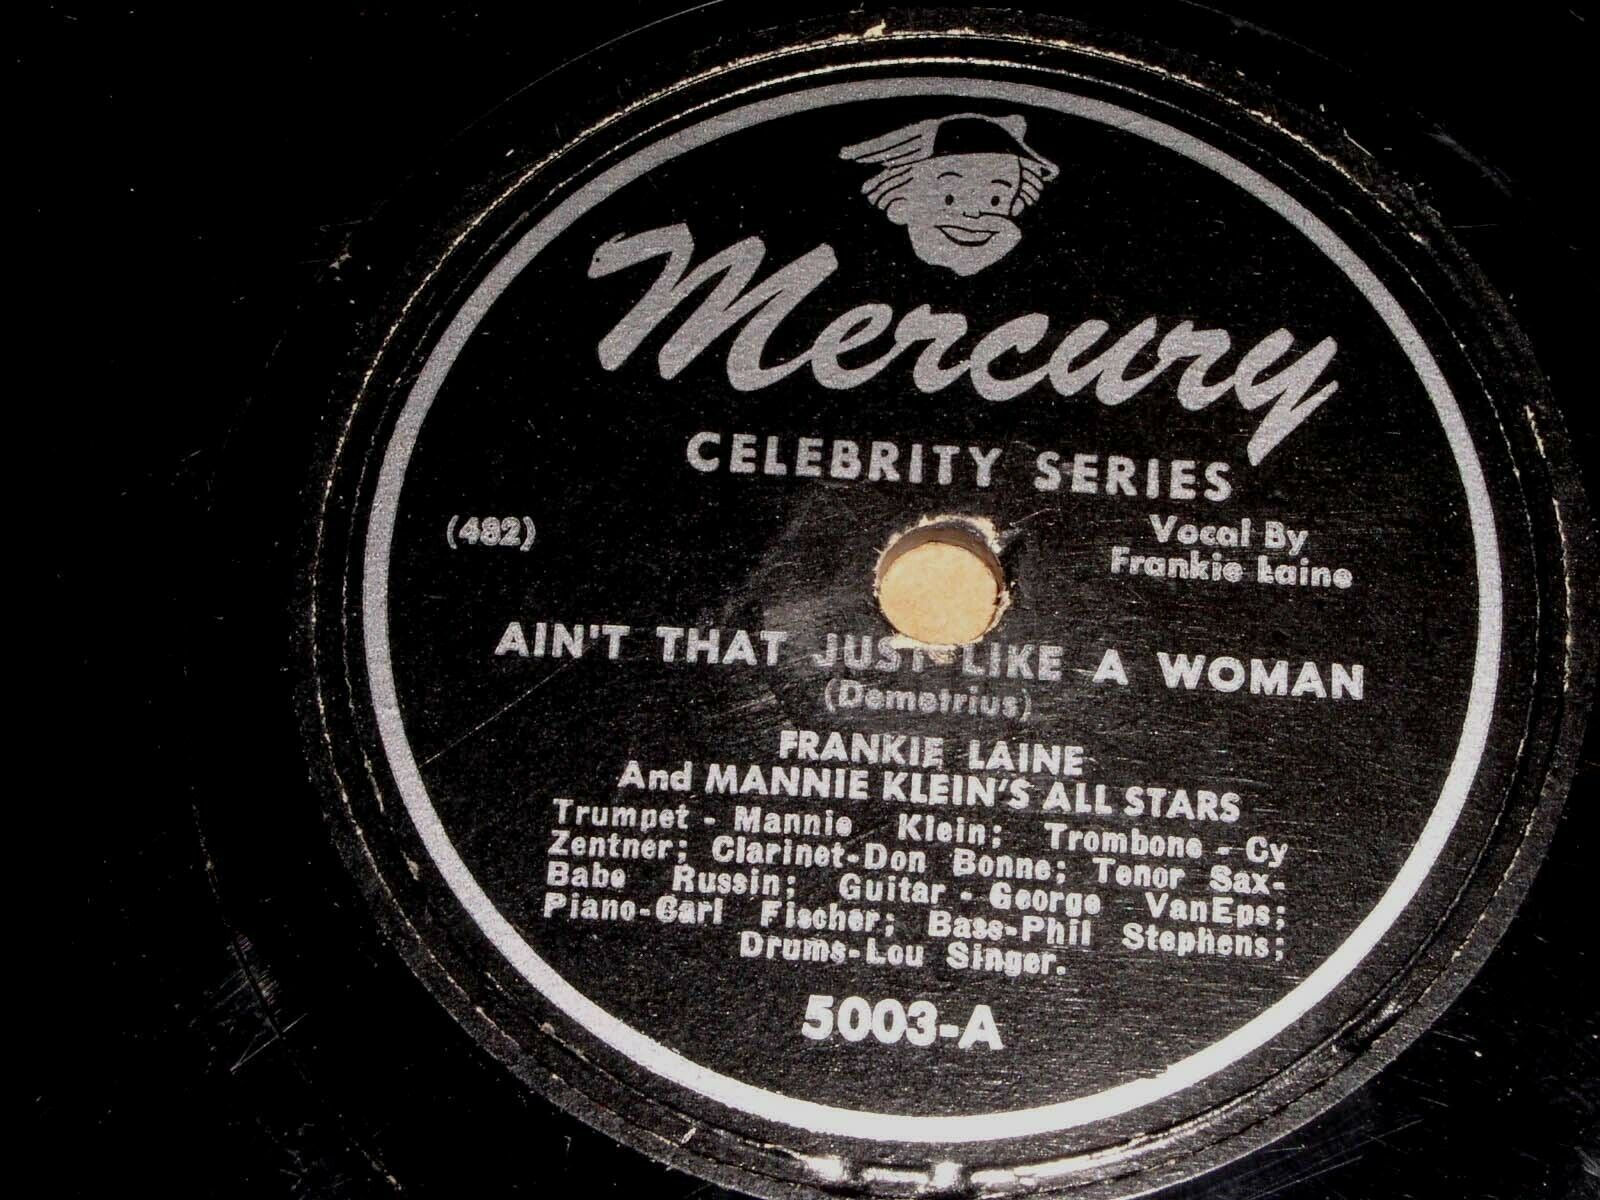 Mercury
CELEBRITY SERIES
(482)
Vocal By
Frankie Laine
AIN'T THAT JUST LIKE A WOMAN
(Demetrius)
FRANKIE LAINE
And MANNIE KLEIN'S ALL STARS
Trumpet - Mannie Klein; Trombone - Cy
Zentner; Clarinet-Don Bonne; Tenor Sax-
Babe Russin; Guitar - George VanEps;
Piano-Carl Fischer; Bass-Phil Stephens;
Drums-Lou Singer.
5003-A